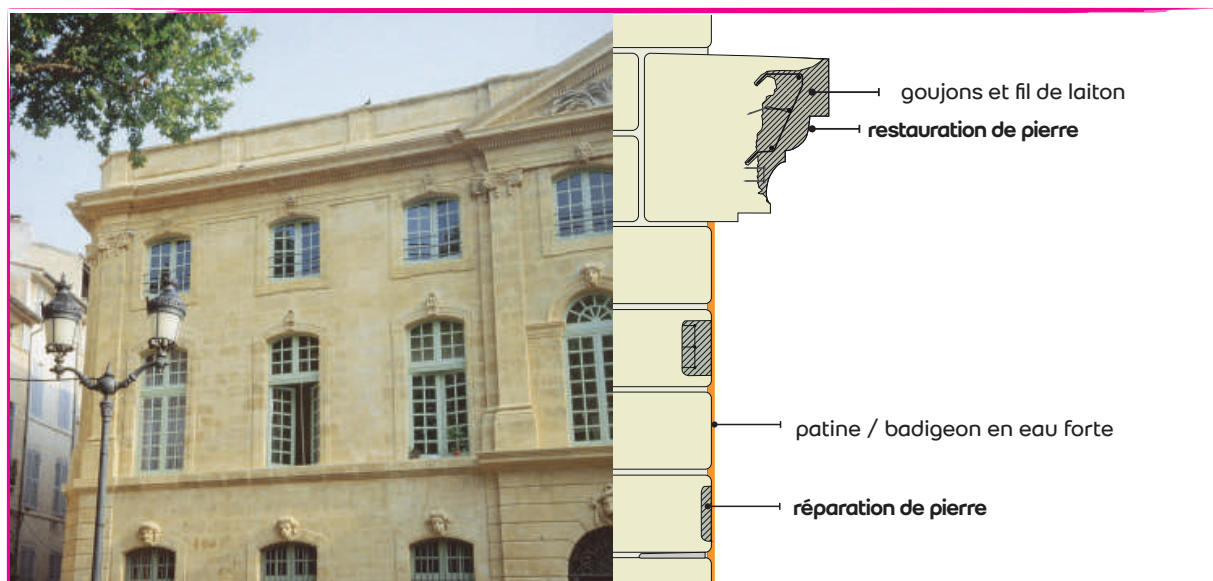 goujons et fil de laiton
restauration de pierre
patine / badigeon en eau forte
réparation de pierre